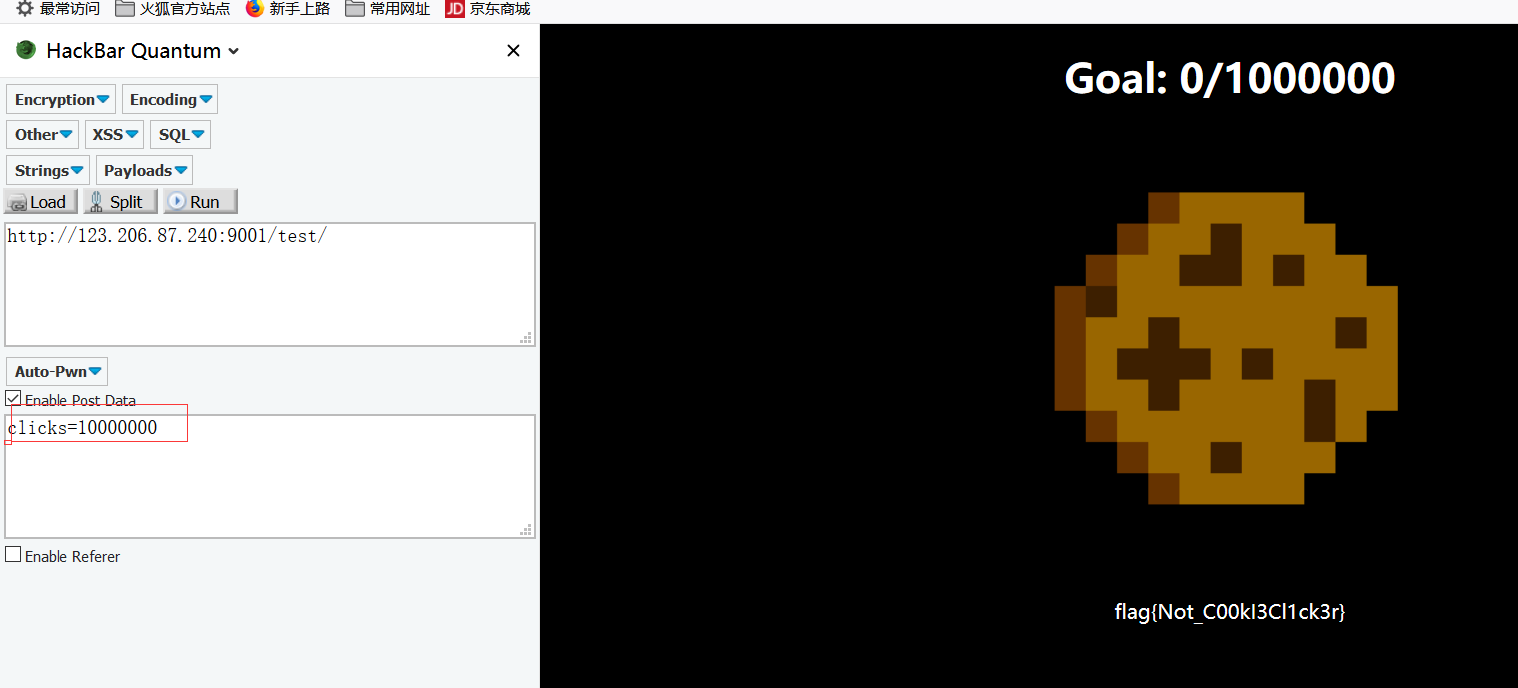 最常访问 火狐官方站点 新手上路 常用网址 JD 京东商城
HackBar Quantum
Encryption Encoding
Other XSS SQL
Strings Payloads
Load Split Run
http://123.206.87.240:9001/test/
Auto-Pwn
Enable Post Data
clicks=10000000
Enable Referer
Goal: 0/1000000
flag{Not_C00kI3Cl1ck3r}